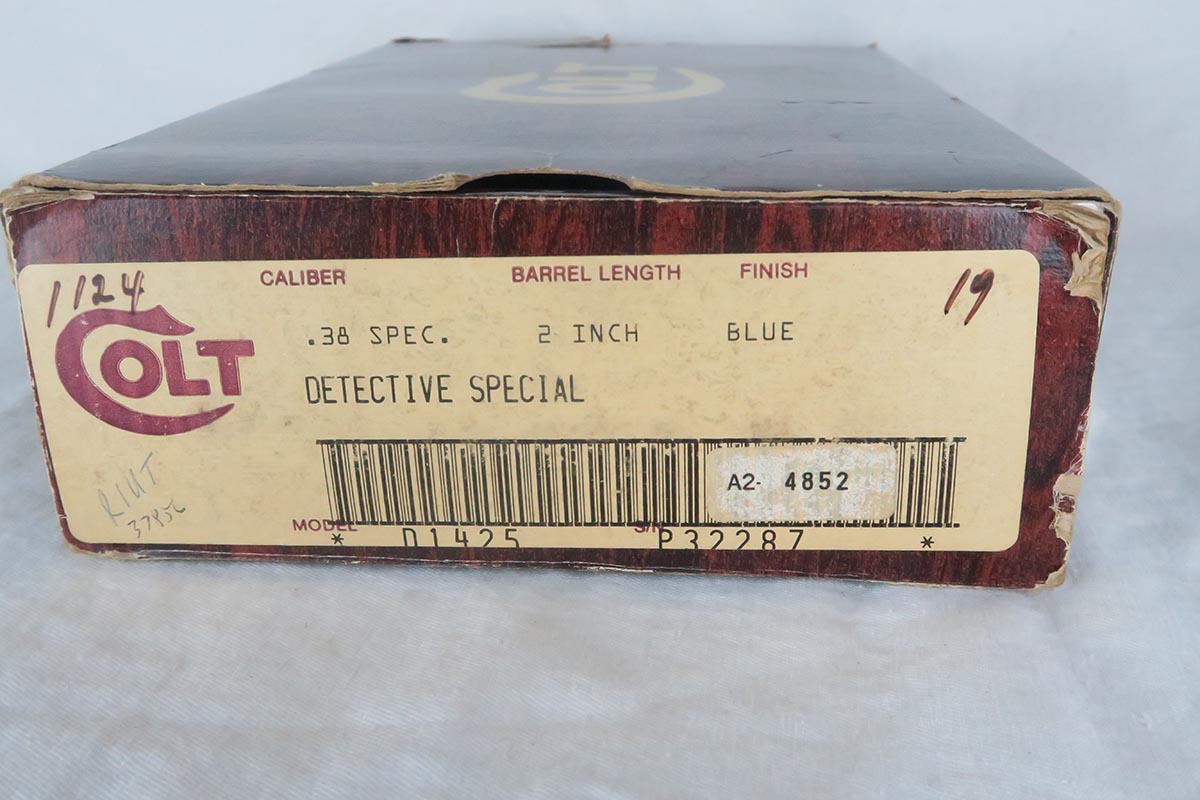 COLT
1124
CALIBER BARREL LENGTH FINISH
19
COLT
.38 SPEC. 2 INCH BLUE
DETECTIVE SPECIAL
A2- 4852
MODEL S/N
* D1425 P32287 *